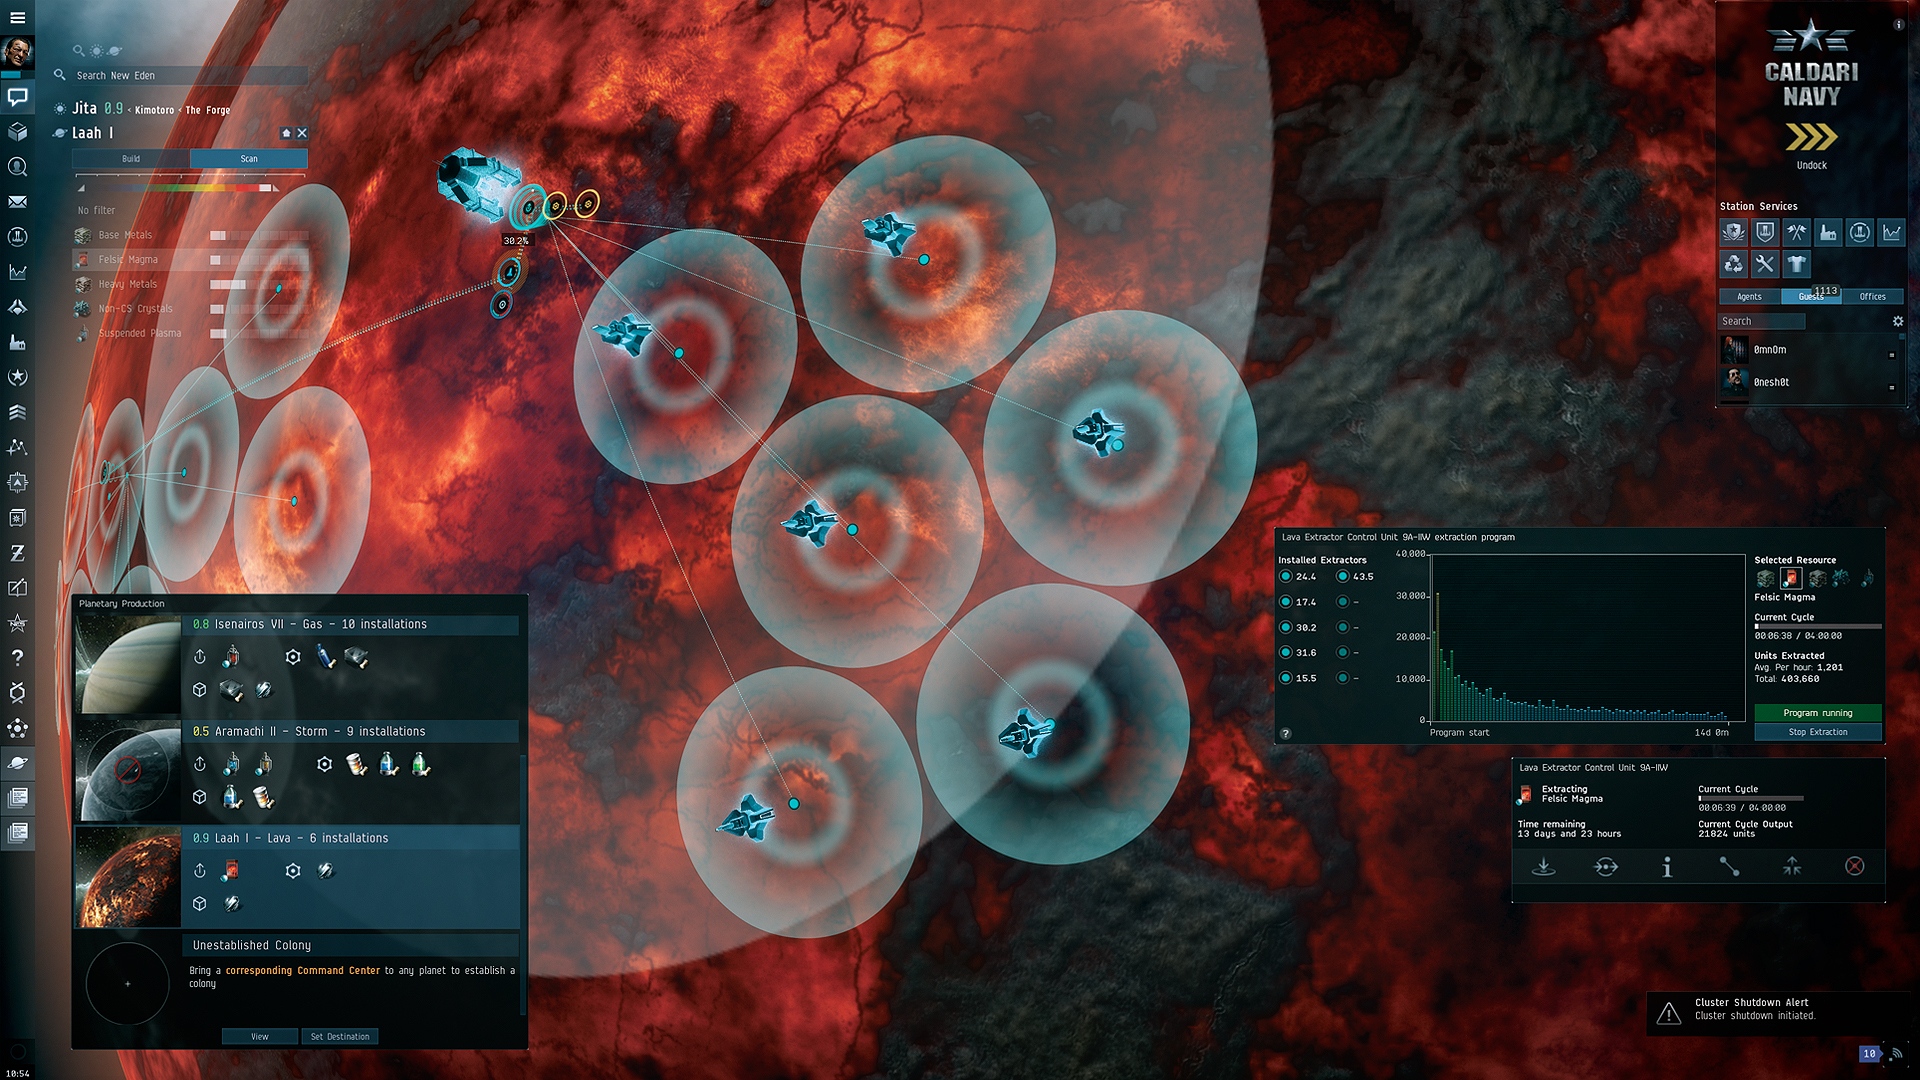 Search New Eden
Jita 0.9 ‹ Kimotoro ‹ The Forge
Laah I
Build
Scan
No filter
Base Metals
Felsic Magma
Heavy Metals
Non-CS Crystals
Suspended Plasma
30.2%
CALDARI
NAVY
Undock
Station Services
Agents
Guests
1113
Offices
Search
0mn0m
0nesh0t
Lava Extractor Control Unit 9A-IIW extraction program
Installed Extractors
24.4
43.5
17.4
-
30.2
-
31.6
-
15.5
-
40,000
30,000
20,000
10,000
0
Program start
14d 0m
?
Selected Resource
Felsic Magma
Current Cycle
00:06:38 / 04:00:00
Units Extracted
Avg. Per hour: 1,201
Total: 403,660
Program running
Stop Extraction
Lava Extractor Control Unit 9A-IIW
Extracting
Felsic Magma
Current Cycle
00:06:39 / 04:00:00
Time remaining
13 days and 23 hours
Current Cycle Output
21824 units
Planetary Production
0.8 Isenairos VII - Gas - 10 installations
0.5 Aramachi II - Storm - 9 installations
0.9 Laah I - Lava - 6 installations
Unestablished Colony
Bring a corresponding Command Center to any planet to establish a
colony
View
Set Destination
Cluster Shutdown Alert
Cluster shutdown initiated.
10
10:54